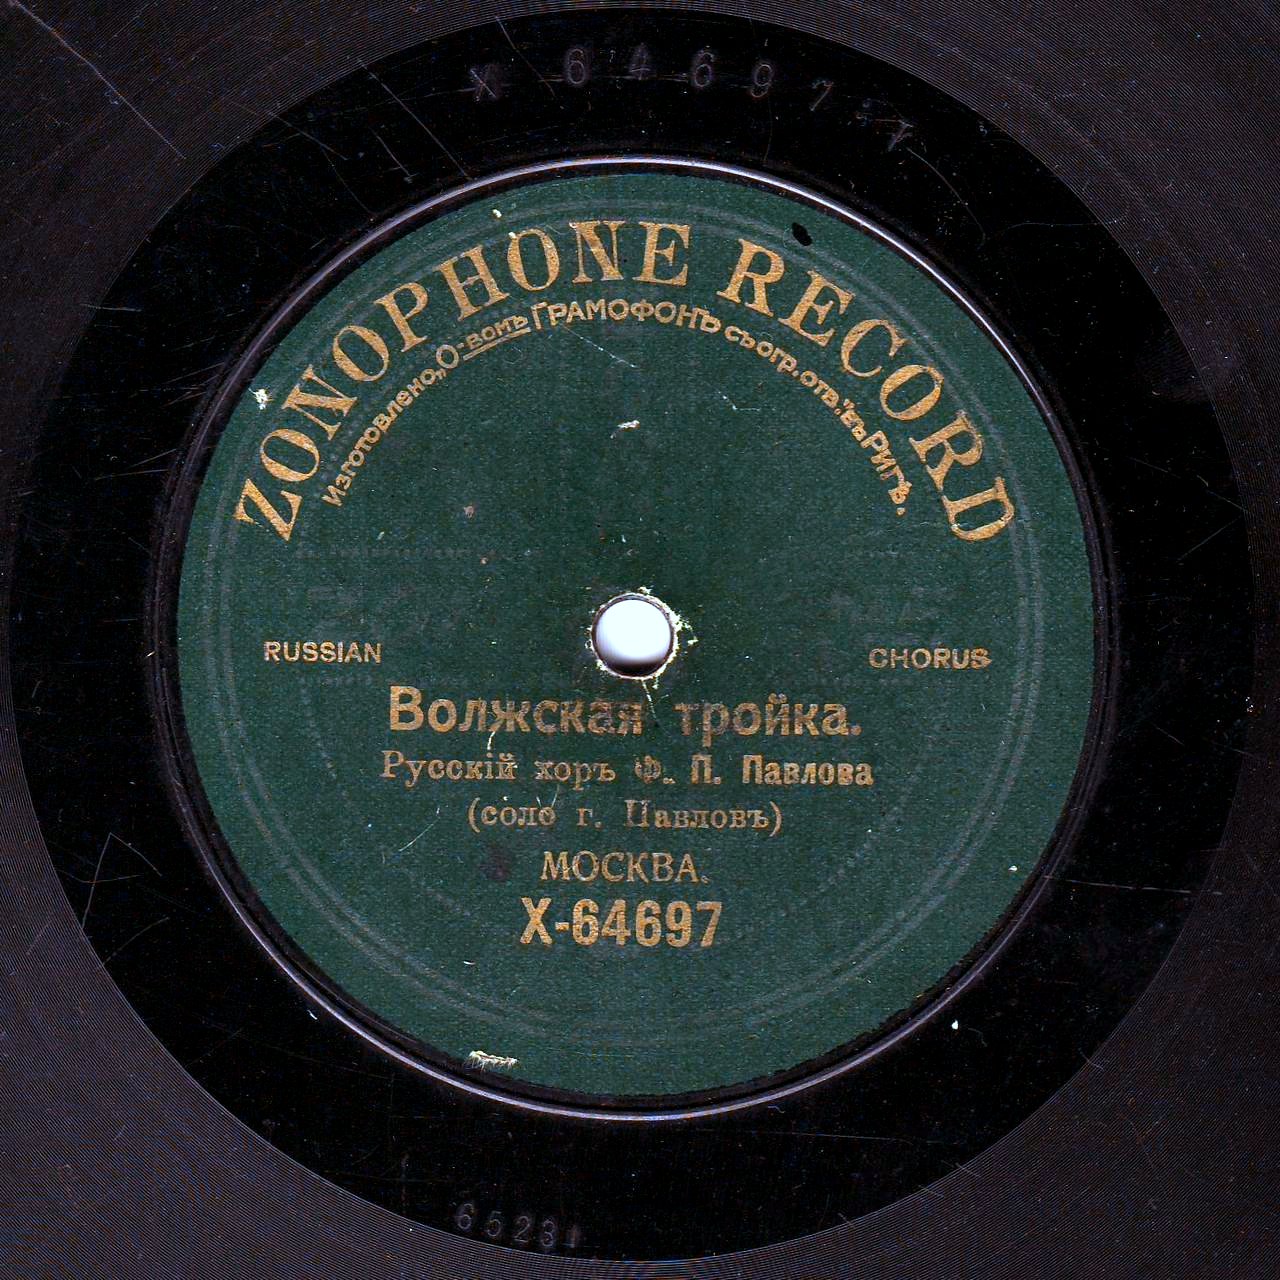 X 64697
ZONOPHONE RECORD
Изготовлено „О-вомъ ГРАМОФОНЪ съ огр. отв.“ въ Ригѣ.
RUSSIAN
CHORUS
Волжская тройка.
Русскій хоръ Ф. П. Павлова
(соло г. Павловъ)
МОСКВА.
X-64697
6523